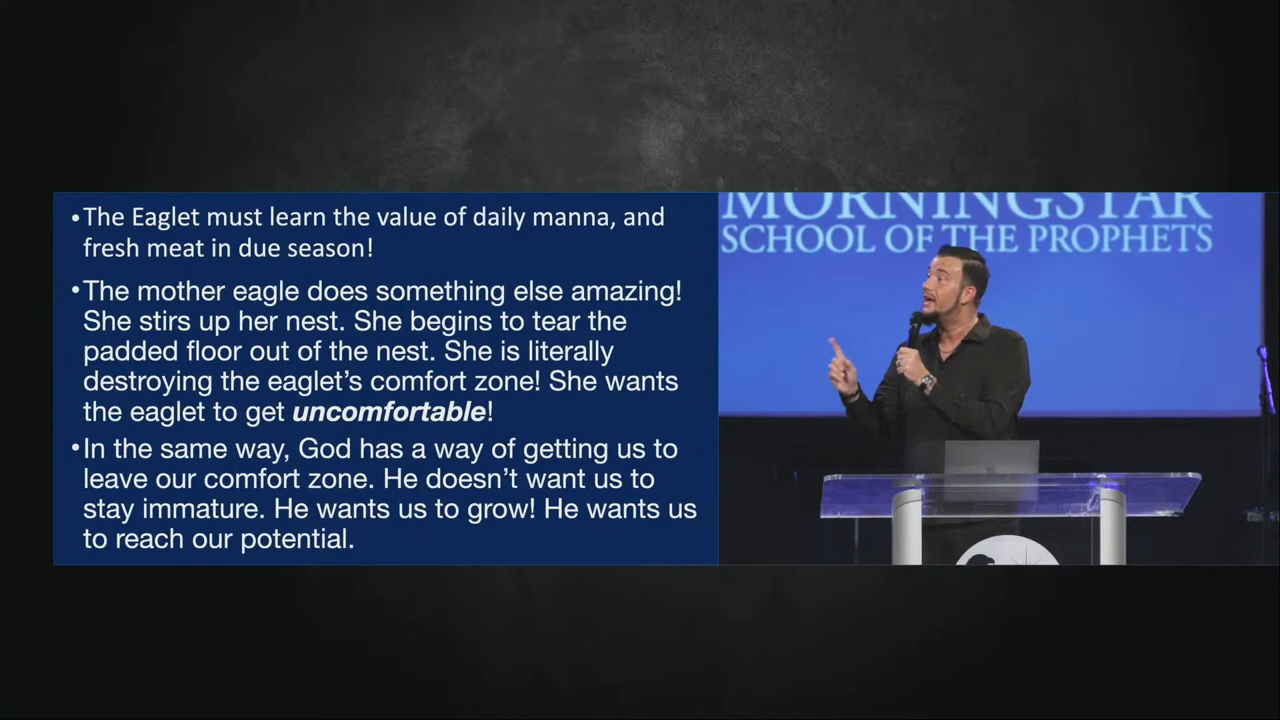 •The Eaglet must learn the value of daily manna, and
fresh meat in due season!
•The mother eagle does something else amazing!
She stirs up her nest. She begins to tear the
padded floor out of the nest. She is literally
destroying the eaglet’s comfort zone! She wants
the eaglet to get uncomfortable!
•In the same way, God has a way of getting us to
leave our comfort zone. He doesn’t want us to
stay immature. He wants us to grow! He wants us
to reach our potential.
MORNINGSTAR
SCHOOL OF THE PROPHETS